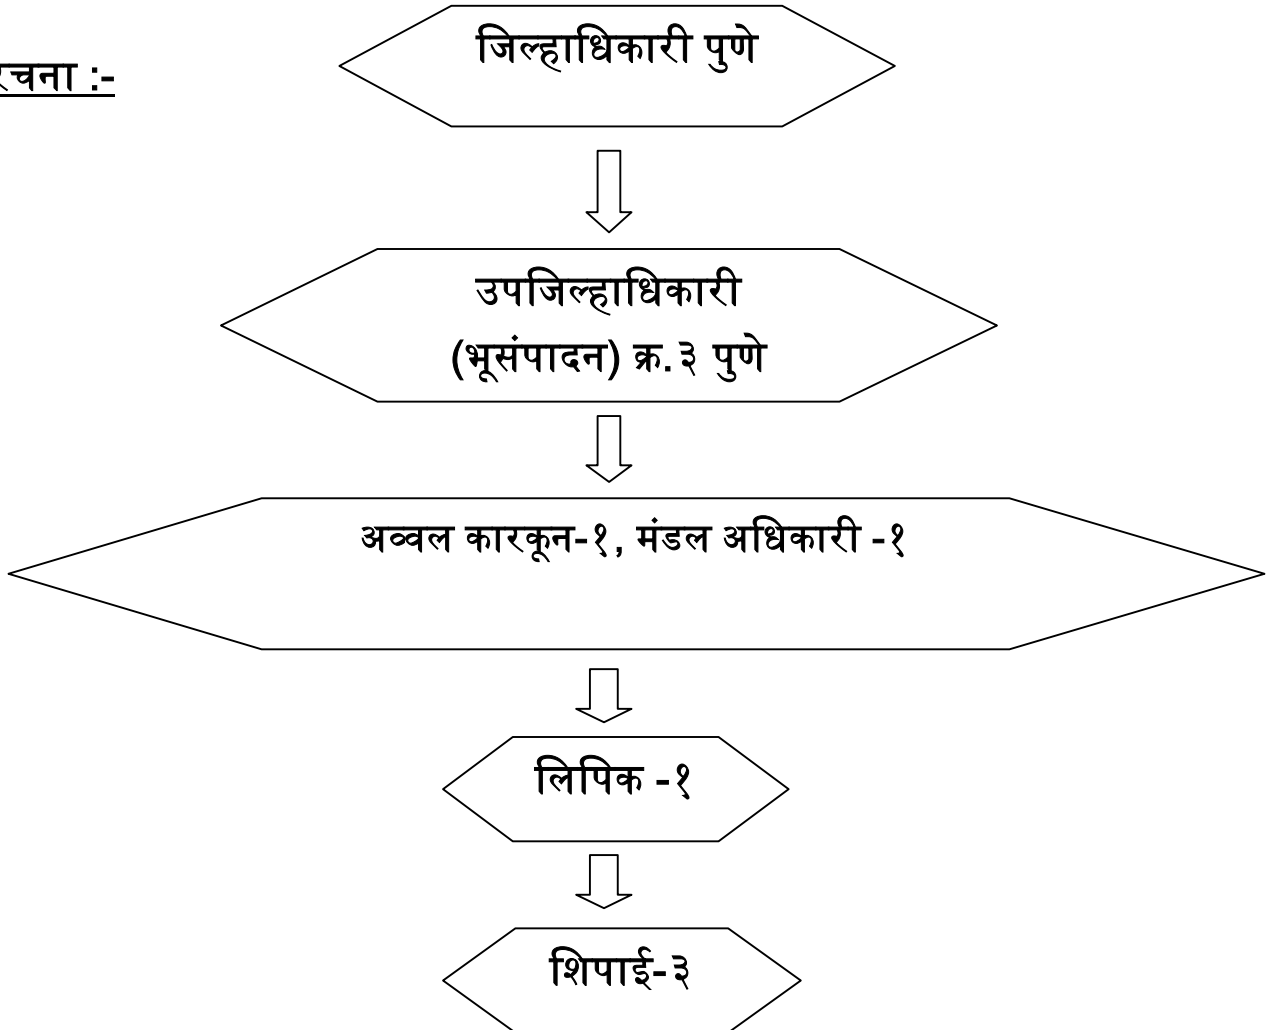 जिल्हाधिकारी पुणे
रचना :-
उपजिल्हाधिकारी
(भूसंपादन) क्र.३ पुणे
अव्वल कारकून-१, मंडल अधिकारी -१
लिपिक -१
शिपाई-३